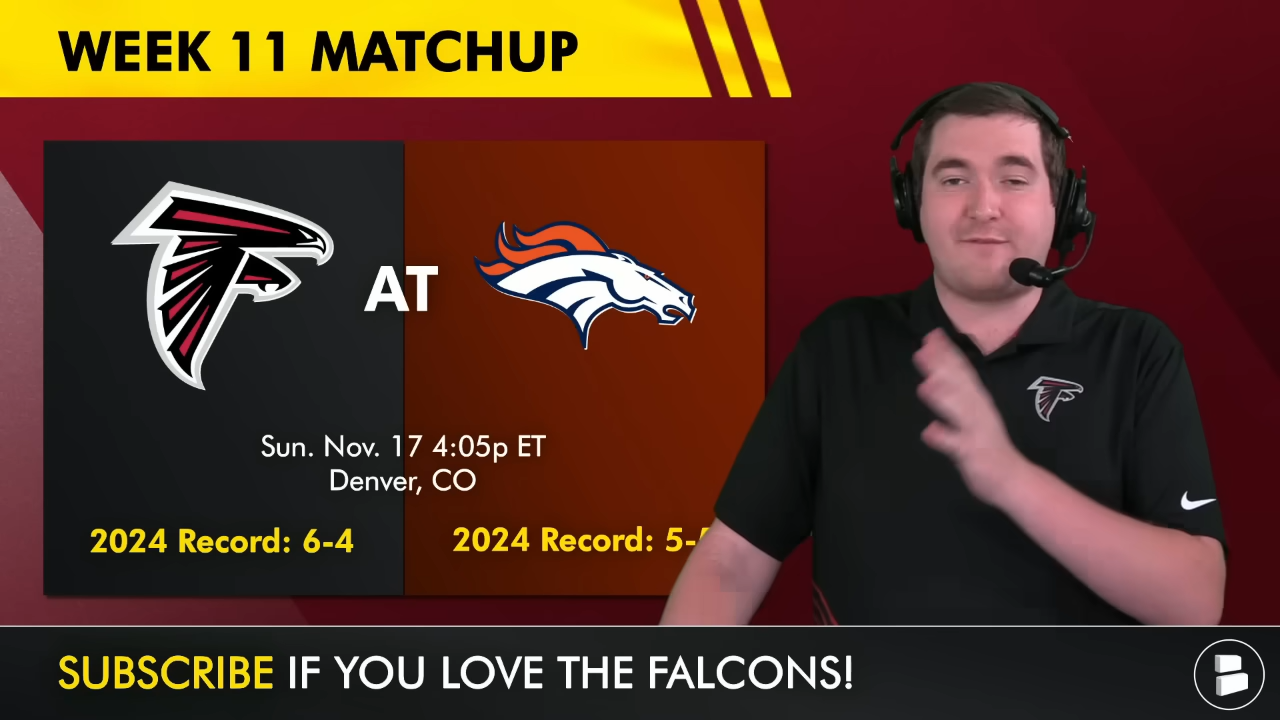 WEEK 11 MATCHUP
AT
Sun. Nov. 17 4:05p ET
Denver, CO
2024 Record: 6-4
2024 Record: 5-
SUBSCRIBE IF YOU LOVE THE FALCONS!